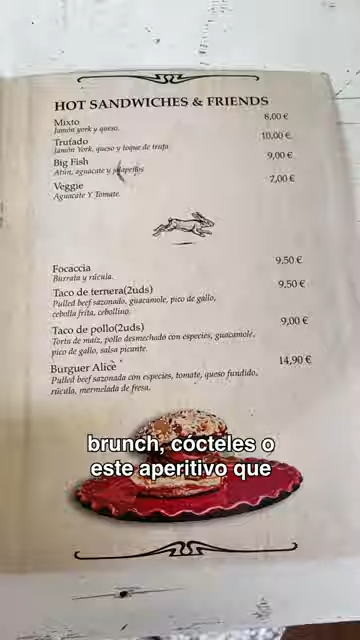 HOT SANDWICHES & FRIENDS
Mixto 8,00 €
Jamón york y queso.
Trufado 10,00 €
Jamón York, queso y toque de trufa
Big Fish 9,00 €
Atún, aguacate y jalapeños
Veggie 7,00 €
Aguacate Y Tomate.
Focaccia 9,50 €
Burrata y rúcula.
Taco de ternera(2uds) 9,50 €
Pulled beef sazonado, guacamole, pico de gallo,
cebolla frita, cebollino.
Taco de pollo(2uds) 9,00 €
Torta de maíz, pollo desmechado con especies, guacamole,
pico de gallo, salsa picante.
Burguer Alice 14,90 €
Pulled beef sazonada con especies, tomate, queso fundido,
rúcula, mermelada de fresa.
brunch, cócteles o
este aperitivo que